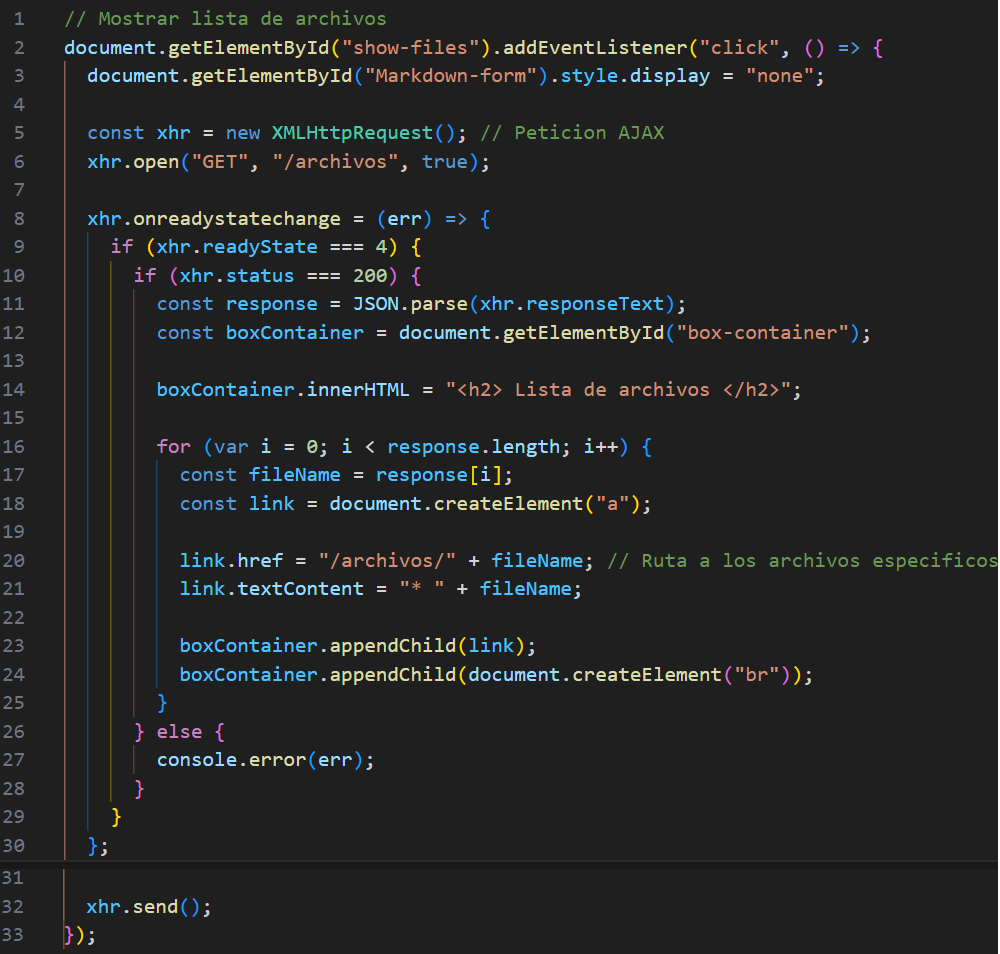 1 // Mostrar lista de archivos
2 document.getElementById("show-files").addEventListener("click", () => {
3   document.getElementById("Markdown-form").style.display = "none";
4
5   const xhr = new XMLHttpRequest(); // Peticion AJAX
6   xhr.open("GET", "/archivos", true);
7
8   xhr.onreadystatechange = (err) => {
9     if (xhr.readyState === 4) {
10       if (xhr.status === 200) {
11         const response = JSON.parse(xhr.responseText);
12         const boxContainer = document.getElementById("box-container");
13
14         boxContainer.innerHTML = "<h2> Lista de archivos </h2>";
15
16         for (var i = 0; i < response.length; i++) {
17           const fileName = response[i];
18           const link = document.createElement("a");
19
20           link.href = "/archivos/" + fileName; // Ruta a los archivos especificos
21           link.textContent = "* " + fileName;
22
23           boxContainer.appendChild(link);
24           boxContainer.appendChild(document.createElement("br"));
25         }
26       } else {
27         console.error(err);
28       }
29     }
30   };
31
32   xhr.send();
33 });